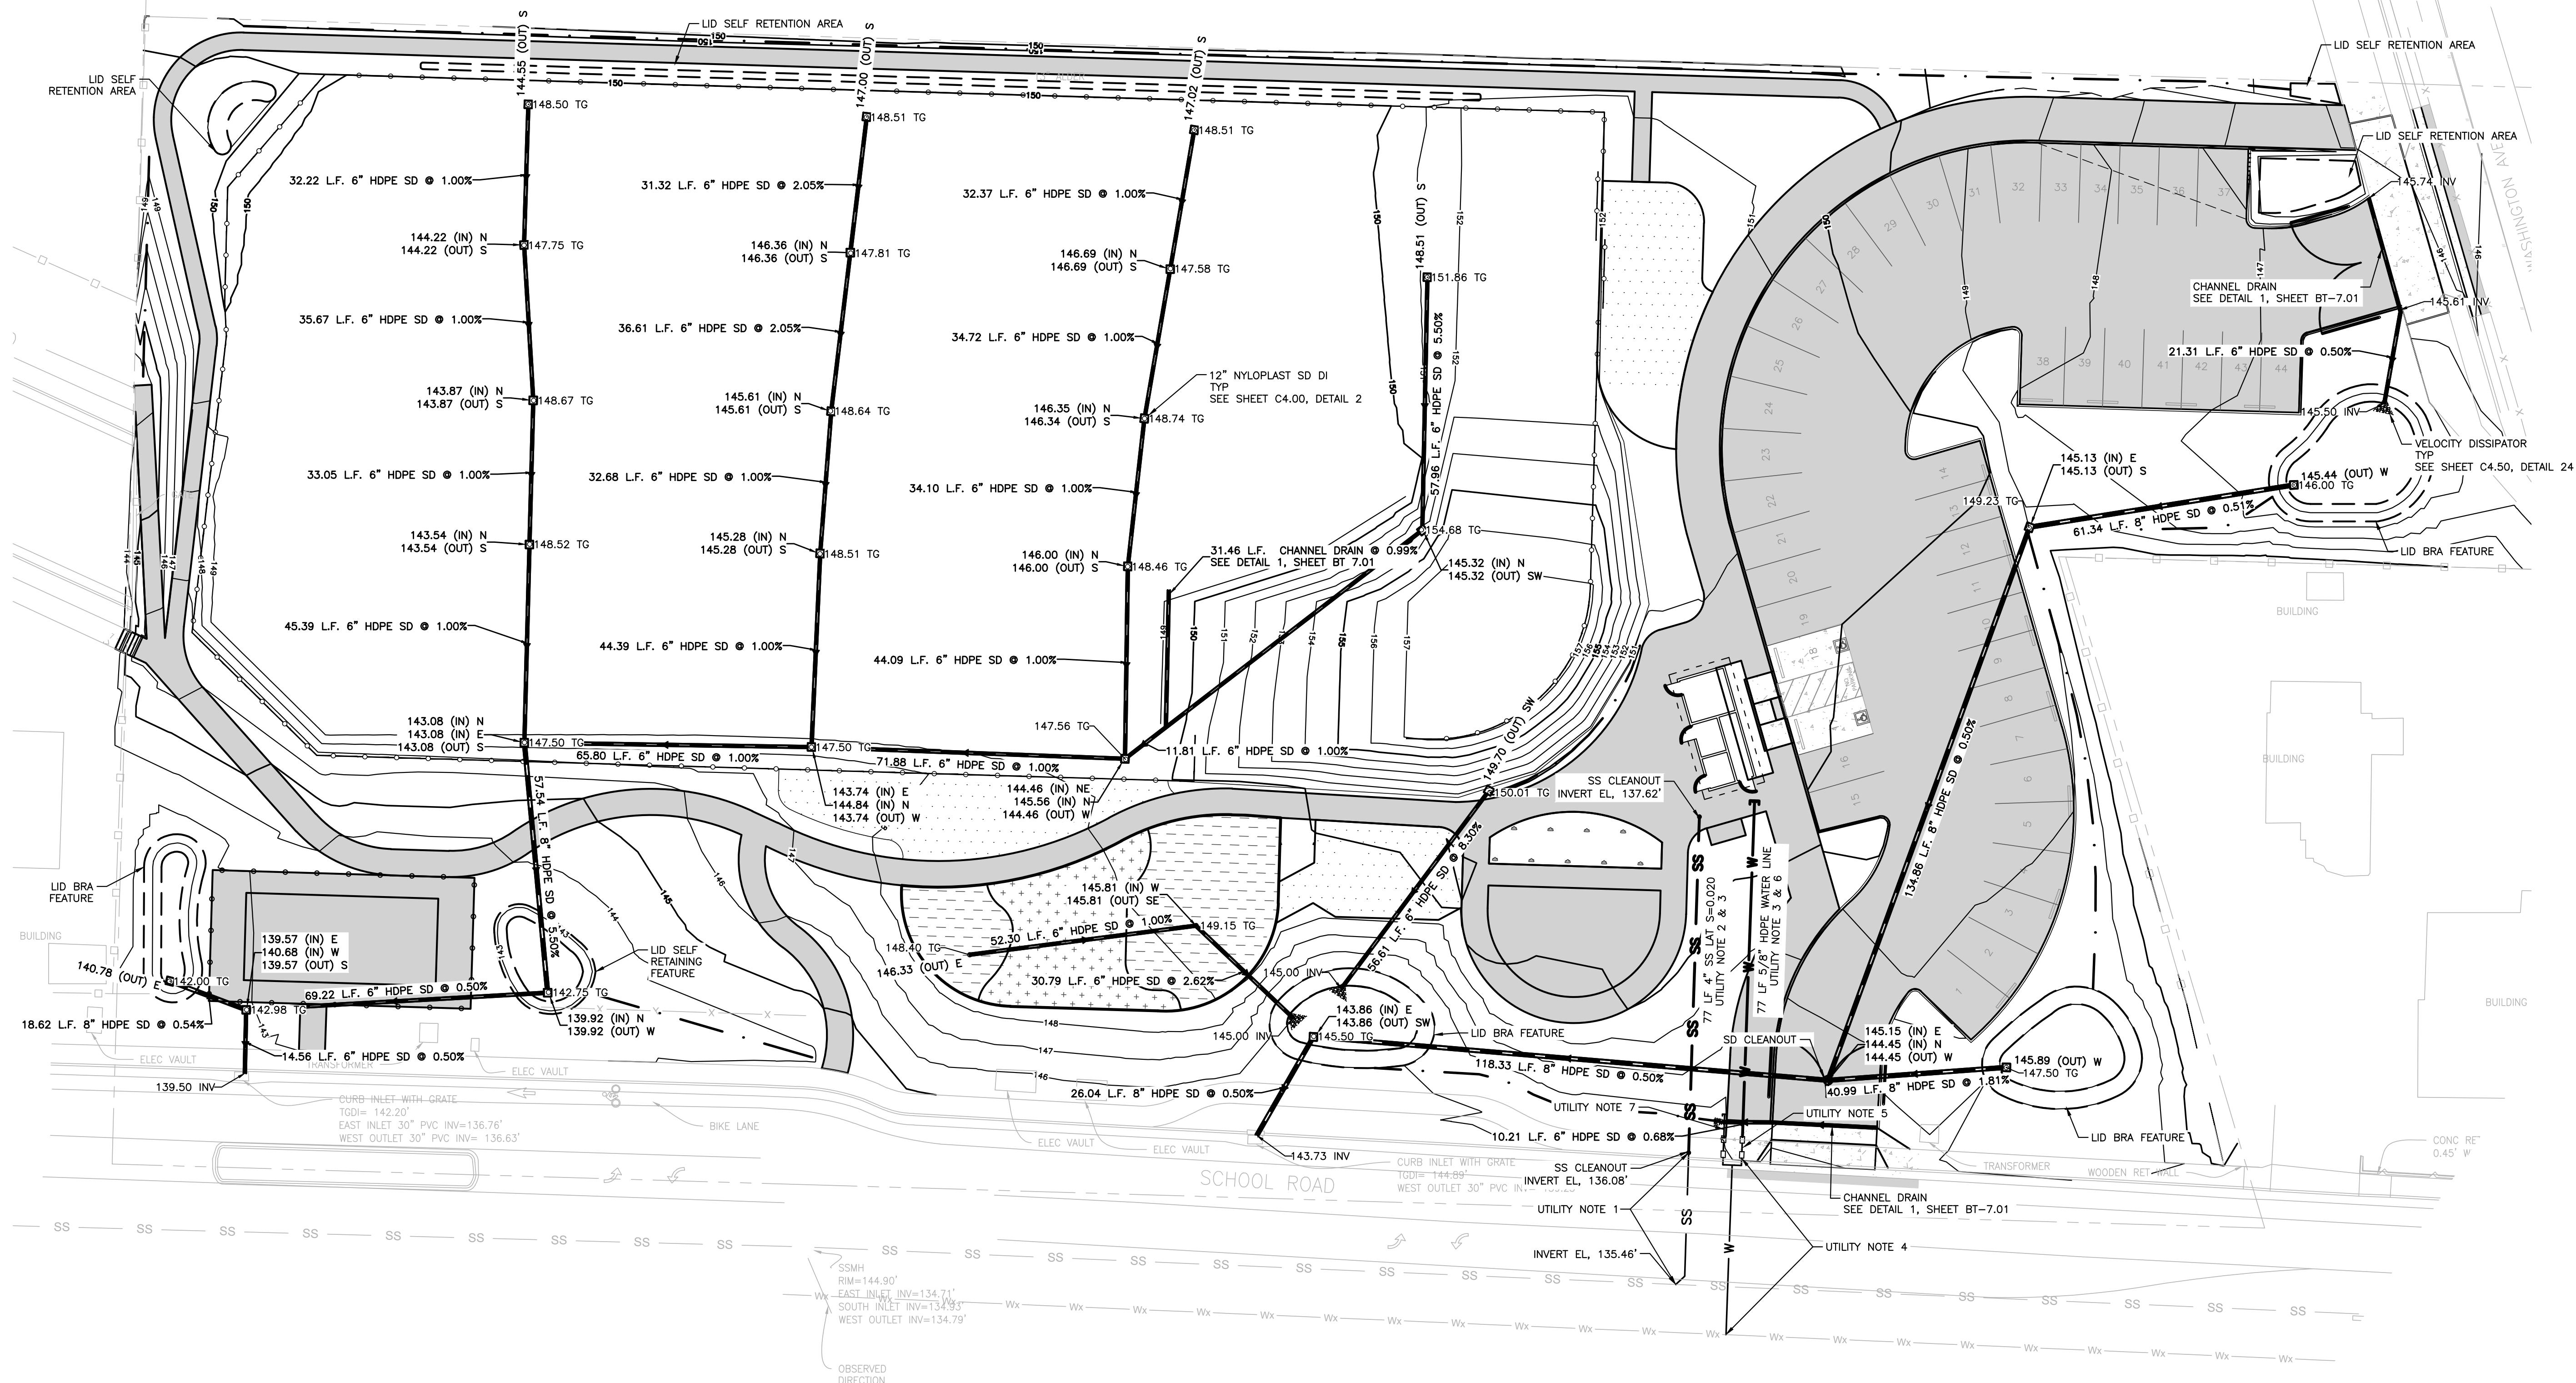 LID SELF RETENTION AREA
LID SELF
RETENTION AREA
LID SELF RETENTION AREA
LID SELF RETENTION AREA
WASHINGTON AVE
144.55 (OUT) S
147.00 (OUT) S
147.02 (OUT) S
148.51 (OUT) S
148.50 TG
148.51 TG
148.51 TG
151.86 TG
32.22 L.F. 6" HDPE SD @ 1.00%
31.32 L.F. 6" HDPE SD @ 2.05%
32.37 L.F. 6" HDPE SD @ 1.00%
144.22 (IN) N
144.22 (OUT) S
147.75 TG
146.36 (IN) N
146.36 (OUT) S
147.81 TG
146.69 (IN) N
146.69 (OUT) S
147.58 TG
35.67 L.F. 6" HDPE SD @ 1.00%
36.61 L.F. 6" HDPE SD @ 2.05%
34.72 L.F. 6" HDPE SD @ 1.00%
57.96 L.F. 6" HDPE SD @ 5.50%
143.87 (IN) N
143.87 (OUT) S
148.67 TG
145.61 (IN) N
145.61 (OUT) S
148.64 TG
146.35 (IN) N
146.34 (OUT) S
148.74 TG
12" NYLOPLAST SD DI
TYP
SEE SHEET C4.00, DETAIL 2
33.05 L.F. 6" HDPE SD @ 1.00%
32.68 L.F. 6" HDPE SD @ 1.00%
34.10 L.F. 6" HDPE SD @ 1.00%
143.54 (IN) N
143.54 (OUT) S
148.52 TG
145.28 (IN) N
145.28 (OUT) S
148.51 TG
146.00 (IN) N
146.00 (OUT) S
148.46 TG
154.68 TG
145.32 (IN) N
145.32 (OUT) SW
31.46 L.F. CHANNEL DRAIN @ 0.99%
SEE DETAIL 1, SHEET BT 7.01
45.39 L.F. 6" HDPE SD @ 1.00%
44.39 L.F. 6" HDPE SD @ 1.00%
44.09 L.F. 6" HDPE SD @ 1.00%
143.08 (IN) N
143.08 (IN) E
143.08 (OUT) S
147.50 TG
147.50 TG
147.56 TG
65.80 L.F. 6" HDPE SD @ 1.00%
71.88 L.F. 6" HDPE SD @ 1.00%
11.81 L.F. 6" HDPE SD @ 1.00%
143.74 (IN) E
144.84 (IN) N
143.74 (OUT) W
144.46 (IN) NE
145.56 (IN) N
144.46 (OUT) W
149.70 (OUT) SW
150.01 TG
57.54 L.F. 8" HDPE SD @ 5.50%
56.61 L.F. 6" HDPE SD @ 8.30%
145.74 INV
CHANNEL DRAIN
SEE DETAIL 1, SHEET BT-7.01
145.61 INV
21.31 L.F. 6" HDPE SD @ 0.50%
145.50 INV
VELOCITY DISSIPATOR
TYP
SEE SHEET C4.50, DETAIL 24
145.13 (IN) E
145.13 (OUT) S
149.23 TG
145.44 (OUT) W
146.00 TG
61.34 L.F. 8" HDPE SD @ 0.51%
LID BRA FEATURE
BUILDING
BUILDING
BUILDING
134.86 L.F. 8" HDPE SD @ 0.50%
SS CLEANOUT
INVERT EL, 137.62'
77 LF 4" SS LAT S=0.020
UTILITY NOTE 2 & 3
77 LF 5/8" HDPE WATER LINE
UTILITY NOTE 3 & 6
LID BRA
FEATURE
BUILDING
139.57 (IN) E
140.68 (IN) W
139.57 (OUT) S
140.78 (OUT) E
142.00 TG
142.98 TG
69.22 L.F. 6" HDPE SD @ 0.50%
18.62 L.F. 8" HDPE SD @ 0.54%
14.56 L.F. 6" HDPE SD @ 0.50%
139.50 INV
LID SELF
RETAINING
FEATURE
142.75 TG
139.92 (IN) N
139.92 (OUT) W
ELEC VAULT
TRANSFORMER
ELEC VAULT
CURB INLET WITH GRATE
TGDI= 142.20'
EAST INLET 30" PVC INV=136.76'
WEST OUTLET 30" PVC INV= 136.63'
BIKE LANE
145.81 (IN) W
145.81 (OUT) SE
148.40 TG
146.33 (OUT) E
52.30 L.F. 6" HDPE SD @ 1.00%
149.15 TG
30.79 L.F. 6" HDPE SD @ 2.62%
145.00 INV
145.00 INV
143.86 (IN) E
143.86 (OUT) SW
145.50 TG
LID BRA FEATURE
26.04 L.F. 8" HDPE SD @ 0.50%
118.33 L.F. 8" HDPE SD @ 0.50%
143.73 INV
ELEC VAULT
ELEC VAULT
SCHOOL ROAD
CURB INLET WITH GRATE
TGDI= 144.89'
WEST OUTLET 30" PVC
SD CLEANOUT
145.15 (IN) E
144.45 (IN) N
144.45 (OUT) W
145.89 (OUT) W
147.50 TG
40.99 L.F. 8" HDPE SD @ 1.81%
UTILITY NOTE 7
UTILITY NOTE 5
10.21 L.F. 6" HDPE SD @ 0.68%
SS CLEANOUT
INVERT EL, 136.08'
UTILITY NOTE 1
INVERT EL, 135.46'
CHANNEL DRAIN
SEE DETAIL 1, SHEET BT-7.01
UTILITY NOTE 4
LID BRA FEATURE
TRANSFORMER
WOODEN RET WALL
CONC RET
0.45' W
SSMH
RIM=144.90'
EAST INLET INV=134.71'
SOUTH INLET INV=134.93'
WEST OUTLET INV=134.79'
OBSERVED
DIRECTION